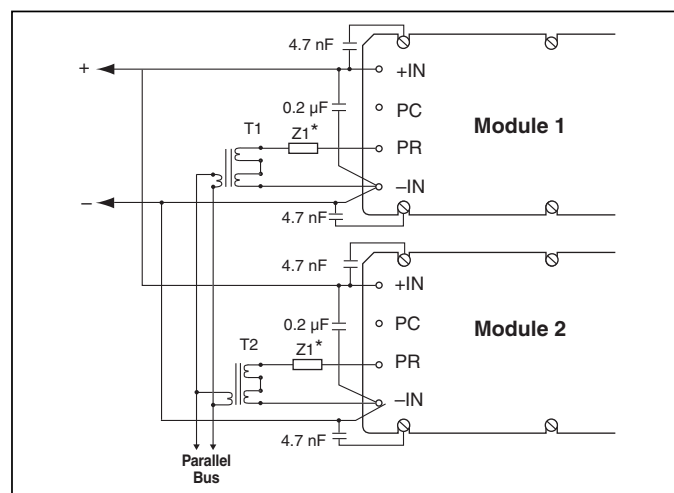 4.7 nF
+
+IN
0.2 µF
PC
T1
Z1*
Module 1
PR
–
–IN
4.7 nF
4.7 nF
+IN
0.2 µF
PC
T2
Z1*
Module 2
PR
–IN
4.7 nF
Parallel
Bus